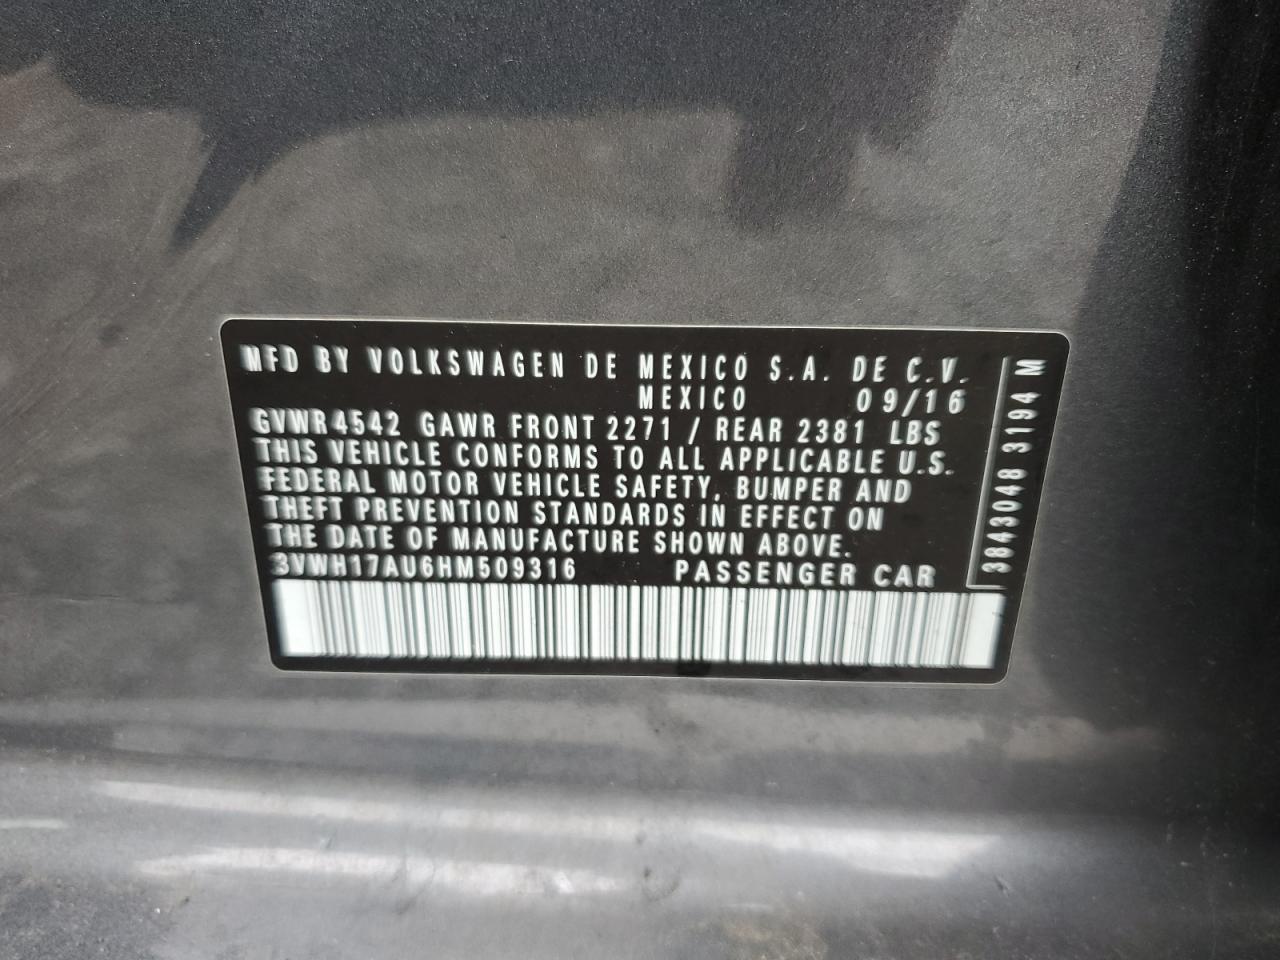 MFD BY VOLKSWAGEN DE MEXICO S.A. DE C.V.
MEXICO 09/16
GVWR4542 GAWR FRONT 2271 / REAR 2381 LBS
THIS VEHICLE CONFORMS TO ALL APPLICABLE U.S.
FEDERAL MOTOR VEHICLE SAFETY, BUMPER AND
THEFT PREVENTION STANDARDS IN EFFECT ON
THE DATE OF MANUFACTURE SHOWN ABOVE.
3VWH17AU6HM509316 PASSENGER CAR
3843048 3194 M